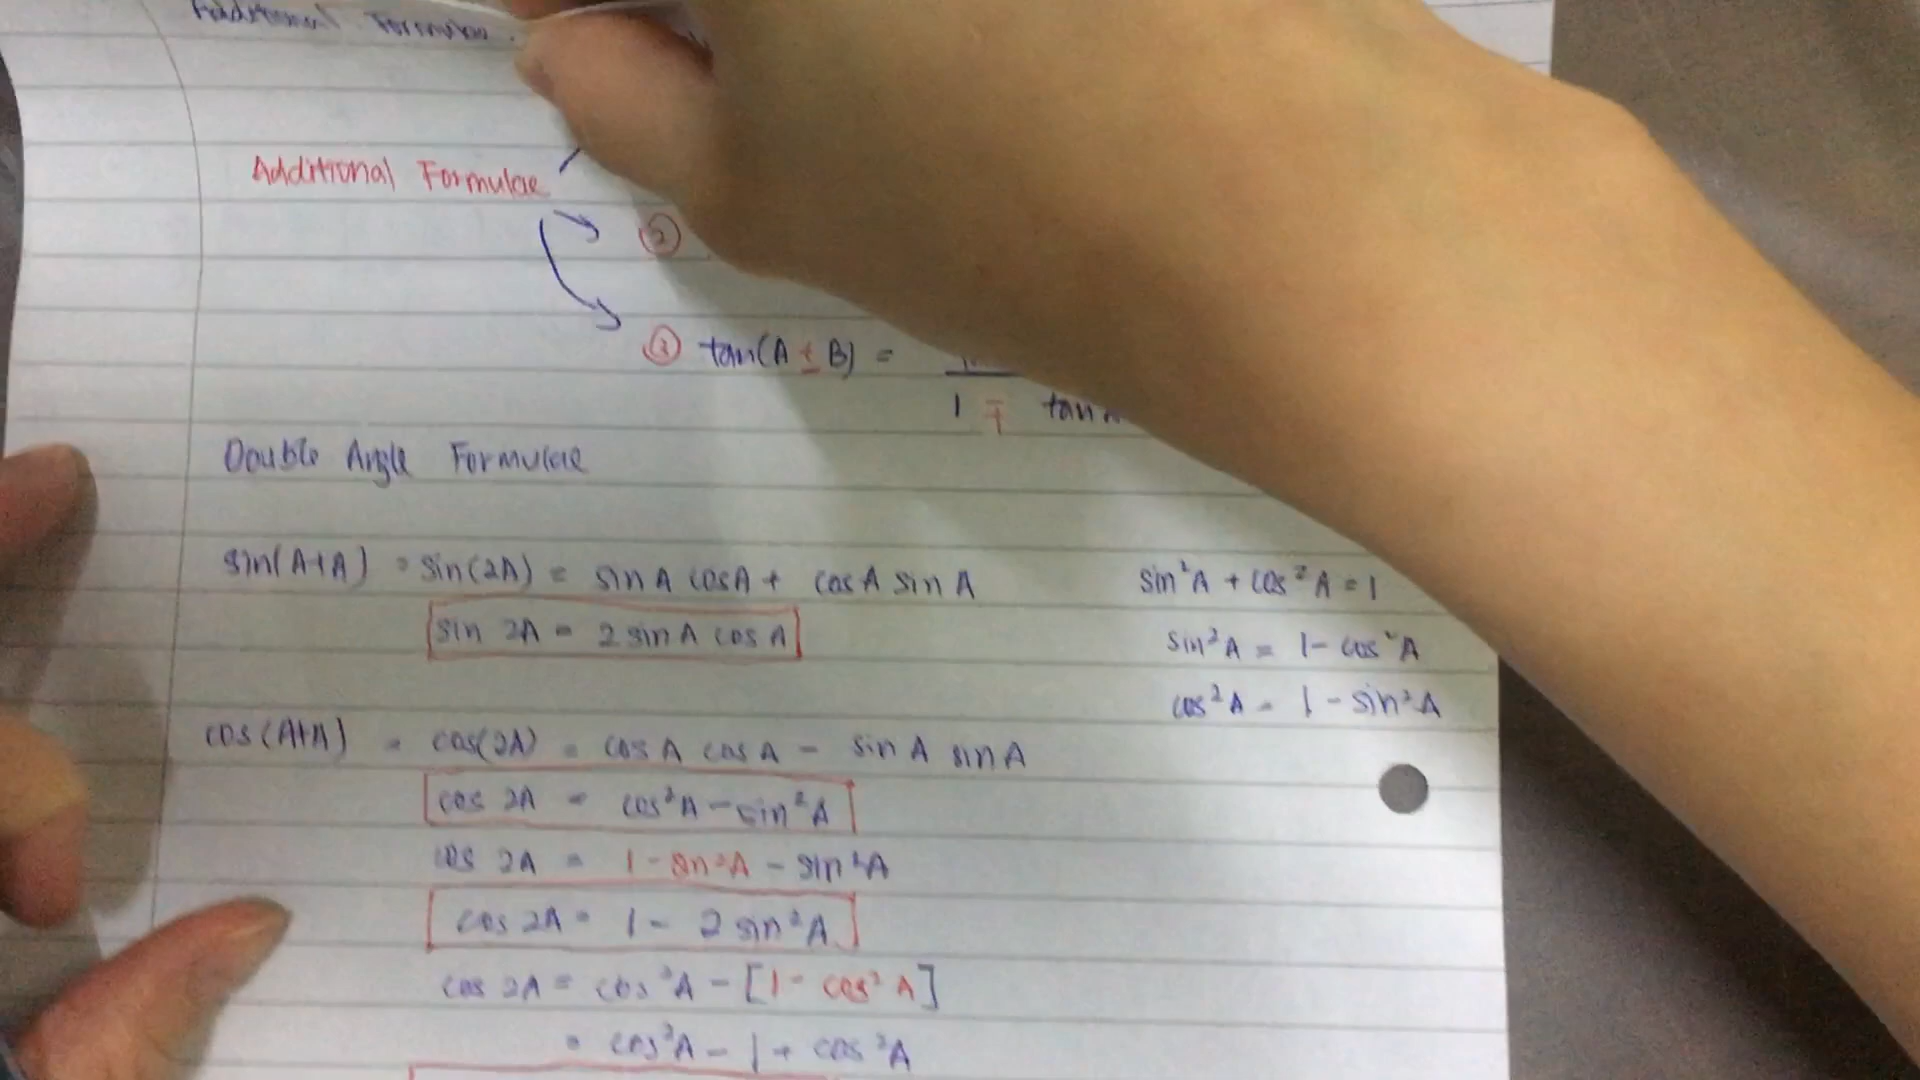 Additional Formulae
Additional Formulae
②
③ tan(A ± B) =
1 ∓ tan
Double Angle Formulae
sin(A+A) = sin(2A) = sin A cos A + cos A sin A
sin 2A = 2 sin A cos A
sin²A + cos²A = 1
sin²A = 1 - cos²A
cos²A = 1 - sin²A
cos(A+A) = cos(2A) = cos A cos A - sin A sin A
cos 2A = cos²A - sin²A
cos 2A = 1 - sin²A - sin²A
cos 2A = 1 - 2 sin²A
cos 2A = cos²A - [1 - cos²A]
= cos²A - 1 + cos²A